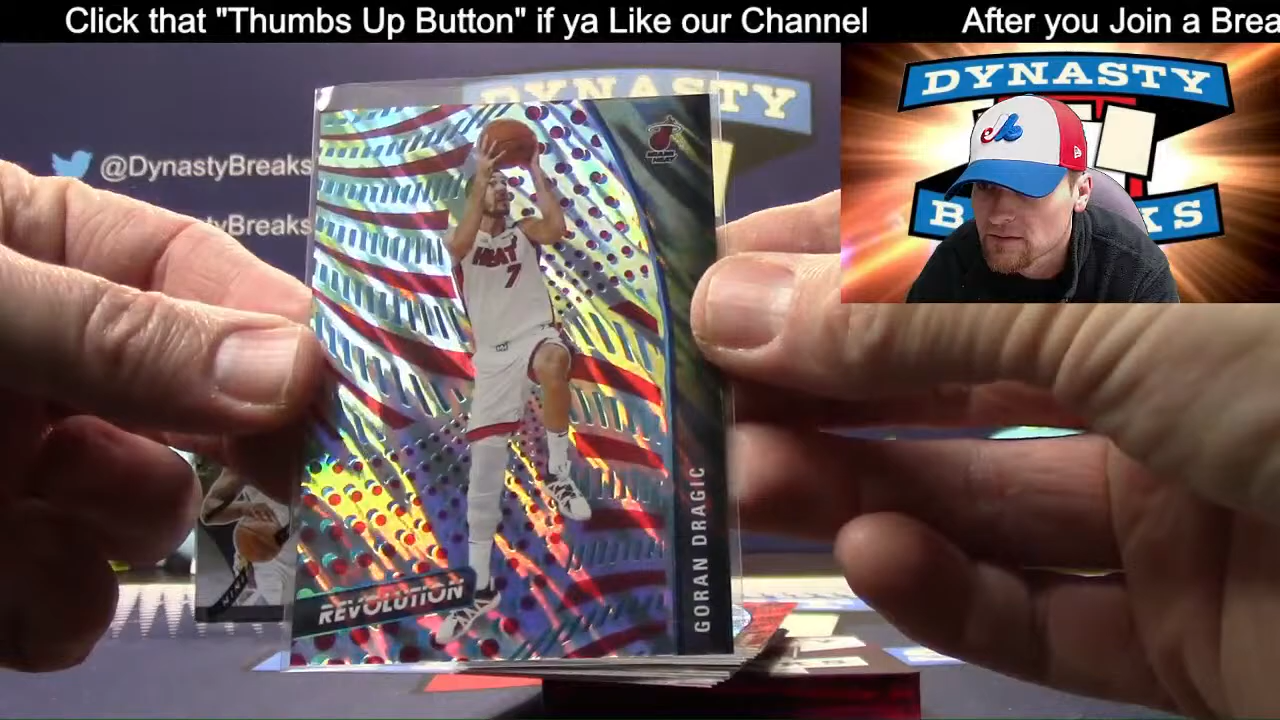 Click that "Thumbs Up Button" if ya Like our Channel
After you Join a Brea
DYNASTY
@DynastyBreaks
HEAT
7
GORAN DRAGIC
REVOLUTION